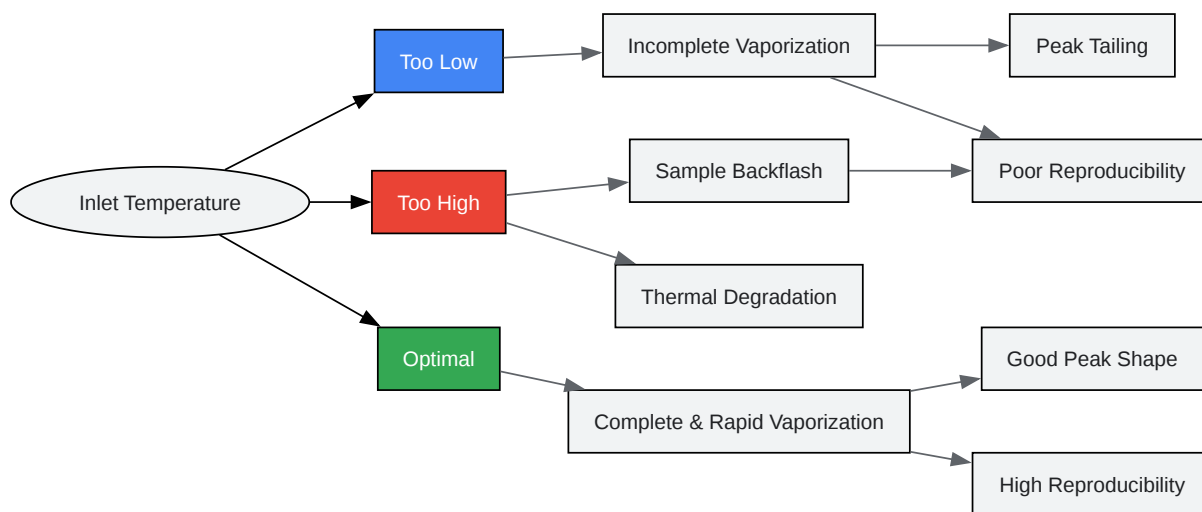 Inlet Temperature
Too Low
Incomplete Vaporization
Peak Tailing
Too High
Sample Backflash
Poor Reproducibility
Thermal Degradation
Optimal
Complete & Rapid Vaporization
Good Peak Shape
High Reproducibility